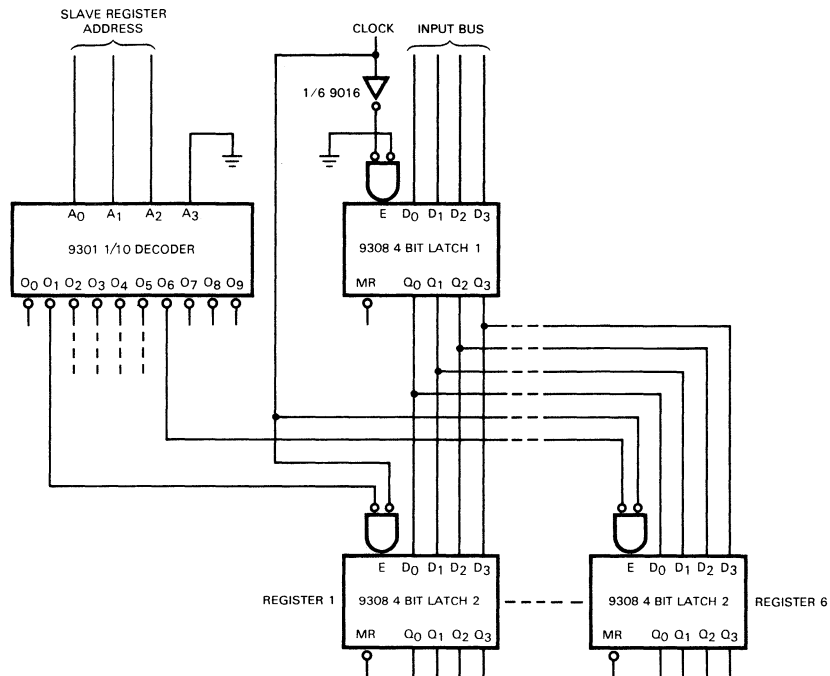 SLAVE REGISTER
ADDRESS
CLOCK
INPUT BUS
1/6 9016
A0 A1 A2 A3
9301 1/10 DECODER
O0 O1 O2 O3 O4 O5 O6 O7 O8 O9
E D0 D1 D2 D3
9308 4 BIT LATCH 1
MR Q0 Q1 Q2 Q3
E D0 D1 D2 D3
REGISTER 1
9308 4 BIT LATCH 2
MR Q0 Q1 Q2 Q3
E D0 D1 D2 D3
9308 4 BIT LATCH 2
REGISTER 6
MR Q0 Q1 Q2 Q3